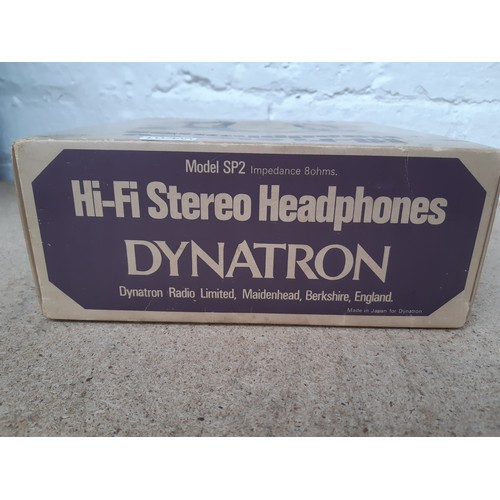 Model SP2 Impedance 8ohms.
Hi-Fi Stereo Headphones
DYNATRON
Dynatron Radio Limited, Maidenhead, Berkshire, England.
Made in Japan for Dynatron